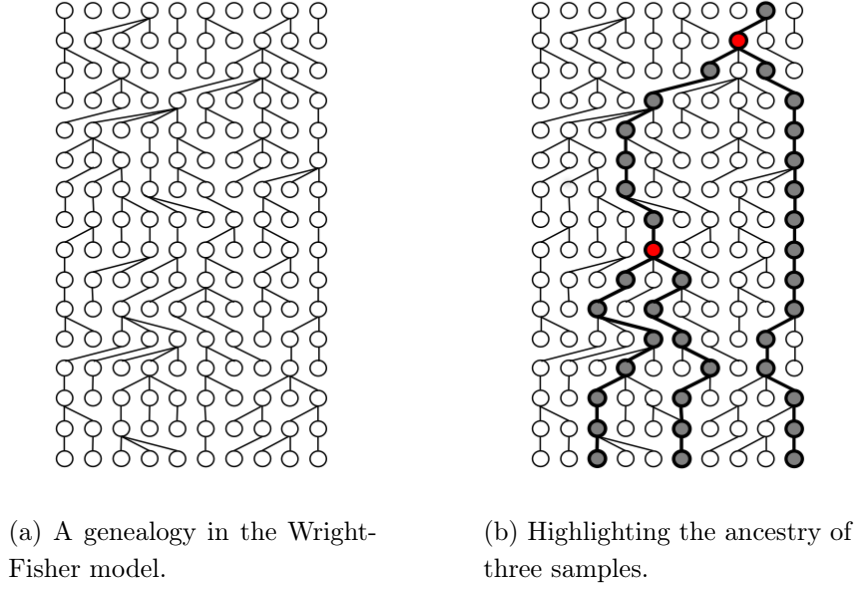 (a) A genealogy in the Wright-
Fisher model.
(b) Highlighting the ancestry of
three samples.